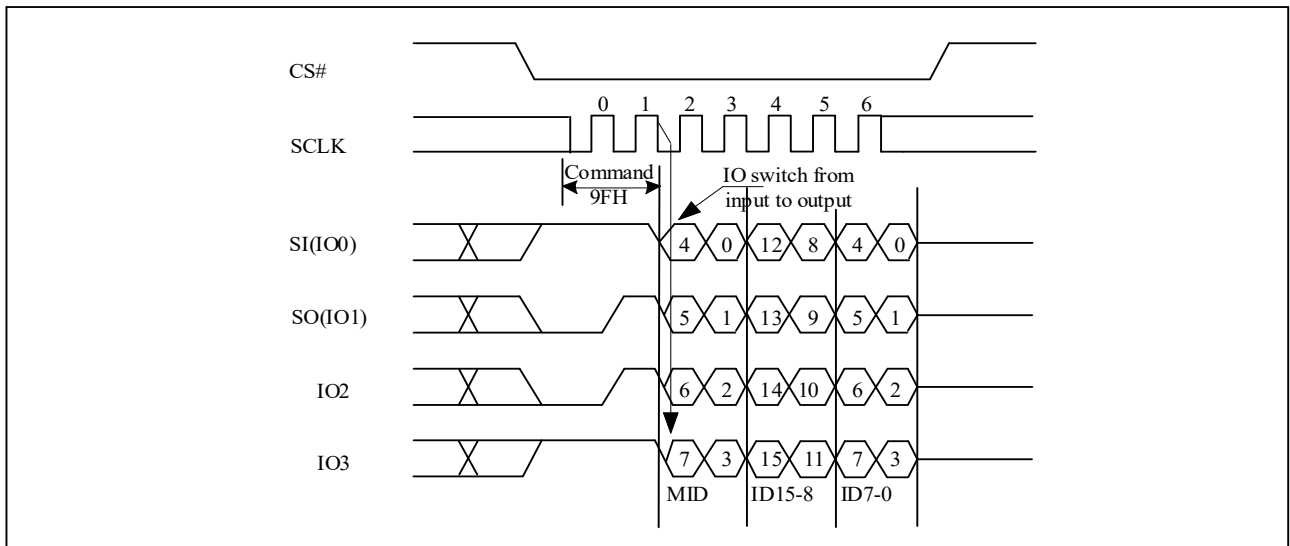 CS#
0 1 2 3 4 5 6
SCLK
Command
9FH
IO switch from
input to output
SI(IO0)
4 0 12 8 4 0
SO(IO1)
5 1 13 9 5 1
IO2
6 2 14 10 6 2
IO3
7 3 15 11 7 3
MID ID15-8 ID7-0